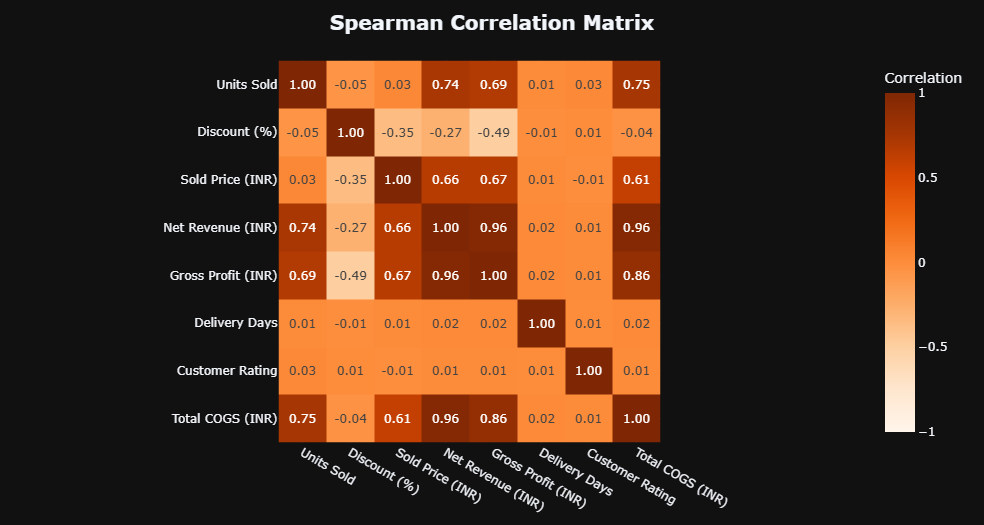 Spearman Correlation Matrix
Correlation
Units Sold 1.00 -0.05 0.03 0.74 0.69 0.01 0.03 0.75
Discount (%) -0.05 1.00 -0.35 -0.27 -0.49 -0.01 0.01 -0.04
Sold Price (INR) 0.03 -0.35 1.00 0.66 0.67 0.01 -0.01 0.61
Net Revenue (INR) 0.74 -0.27 0.66 1.00 0.96 0.02 0.01 0.96
Gross Profit (INR) 0.69 -0.49 0.67 0.96 1.00 0.02 0.01 0.86
Delivery Days 0.01 -0.01 0.01 0.02 0.02 1.00 0.01 0.02
Customer Rating 0.03 0.01 -0.01 0.01 0.01 0.01 1.00 0.01
Total COGS (INR) 0.75 -0.04 0.61 0.96 0.86 0.02 0.01 1.00
Units Sold
Discount (%)
Sold Price (INR)
Net Revenue (INR)
Gross Profit (INR)
Delivery Days
Customer Rating
Total COGS (INR)
1
0.5
0
−0.5
−1